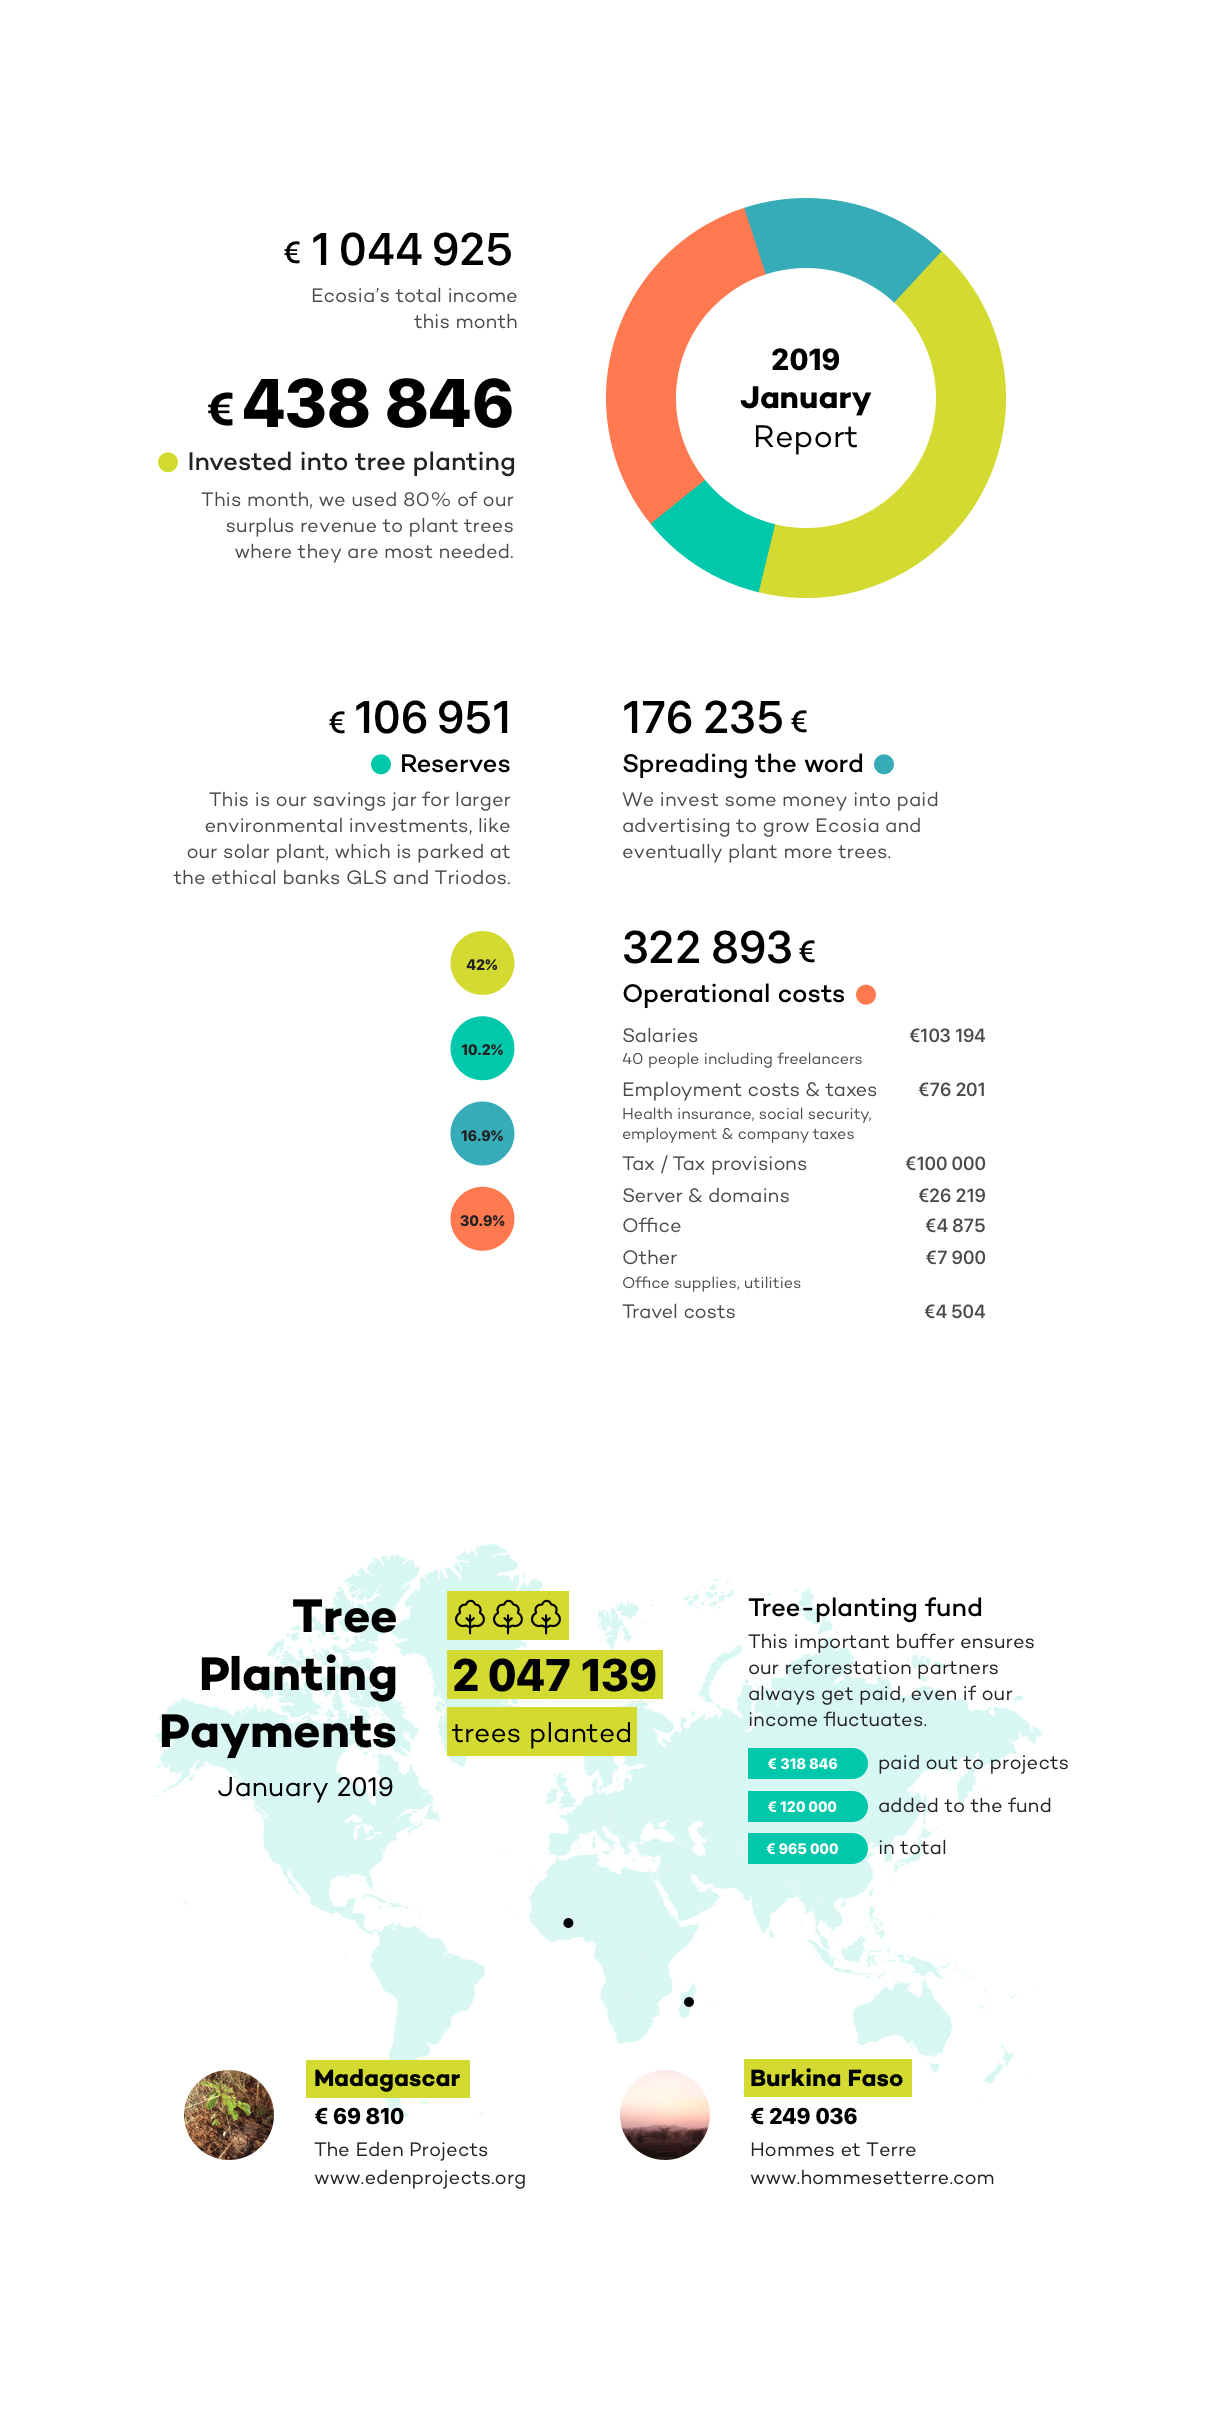 € 1 044 925
Ecosia's total income
this month
€ 438 846
Invested into tree planting
This month, we used 80% of our
surplus revenue to plant trees
where they are most needed.
2019
January
Report
€ 106 951
Reserves
This is our savings jar for larger
environmental investments, like
our solar plant, which is parked at
the ethical banks GLS and Triodos.
176 235 €
Spreading the word
We invest some money into paid
advertising to grow Ecosia and
eventually plant more trees.
42%
10.2%
16.9%
30.9%
322 893 €
Operational costs
Salaries €103 194
40 people including freelancers
Employment costs & taxes €76 201
Health insurance, social security,
employment & company taxes
Tax / Tax provisions €100 000
Server & domains €26 219
Office €4 875
Other €7 900
Office supplies, utilities
Travel costs €4 504
Tree
Planting
Payments
January 2019
2 047 139
trees planted
Tree-planting fund
This important buffer ensures
our reforestation partners
always get paid, even if our
income fluctuates.
€ 318 846 paid out to projects
€ 120 000 added to the fund
€ 965 000 in total
Madagascar
€ 69 810
The Eden Projects
www.edenprojects.org
Burkina Faso
€ 249 036
Hommes et Terre
www.hommesetterre.com